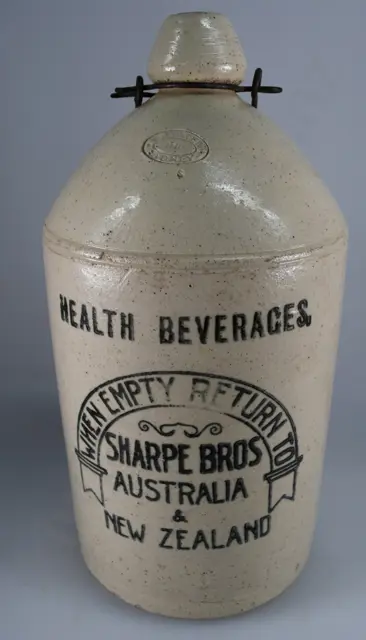 HEALTH BEVERAGES.
WHEN EMPTY RETURN TO
SHARPE BROS
AUSTRALIA
&
NEW ZEALAND